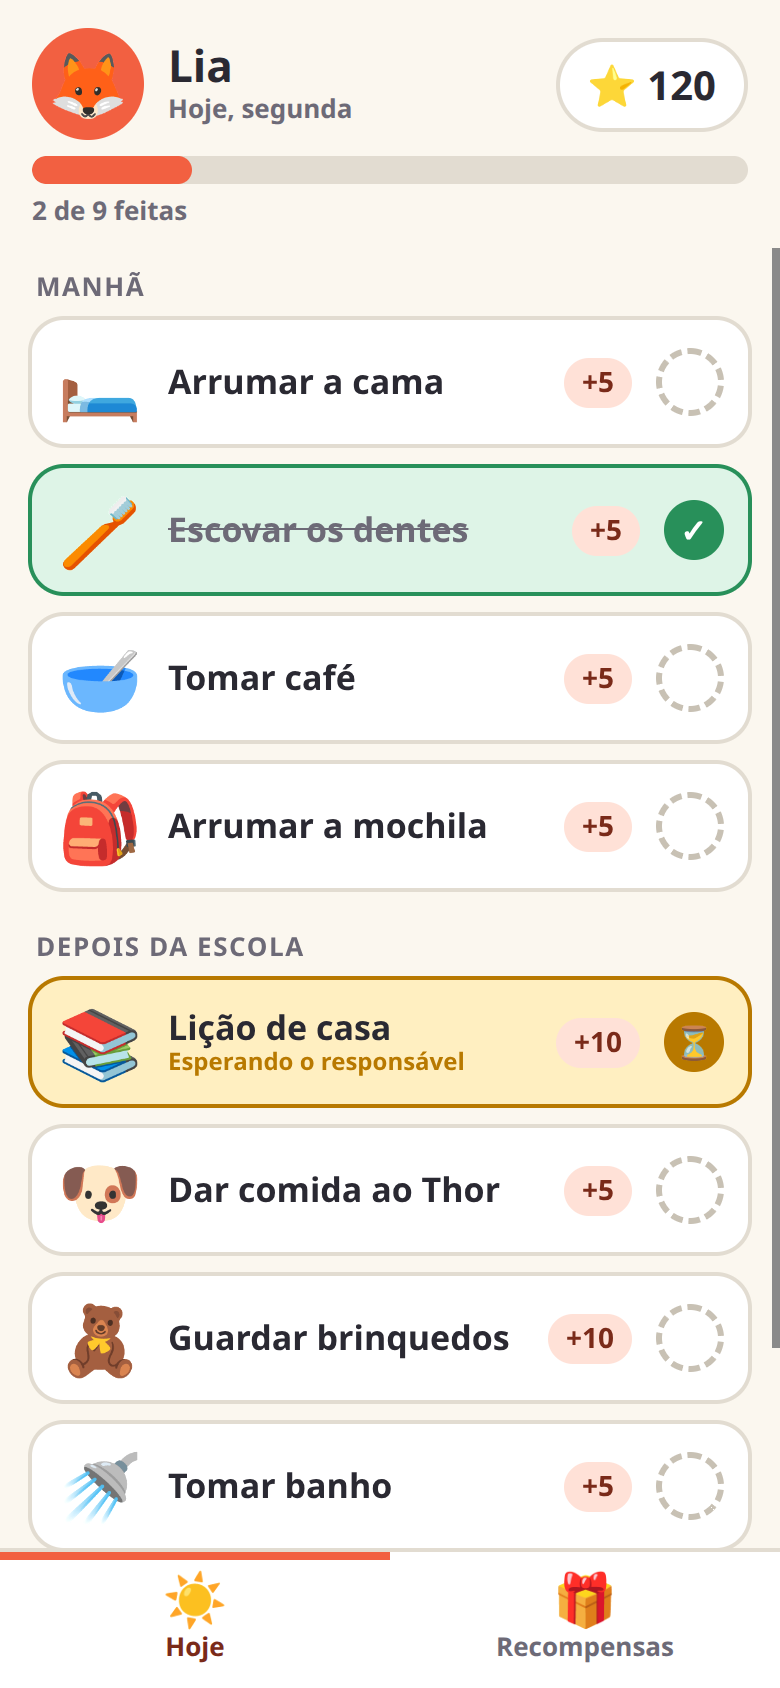 Lia
Hoje, segunda
120
2 de 9 feitas
MANHÃ
Arrumar a cama
+5
Escovar os dentes
+5
Tomar café
+5
Arrumar a mochila
+5
DEPOIS DA ESCOLA
Lição de casa
Esperando o responsável
+10
Dar comida ao Thor
+5
Guardar brinquedos
+10
Tomar banho
+5
Hoje
Recompensas